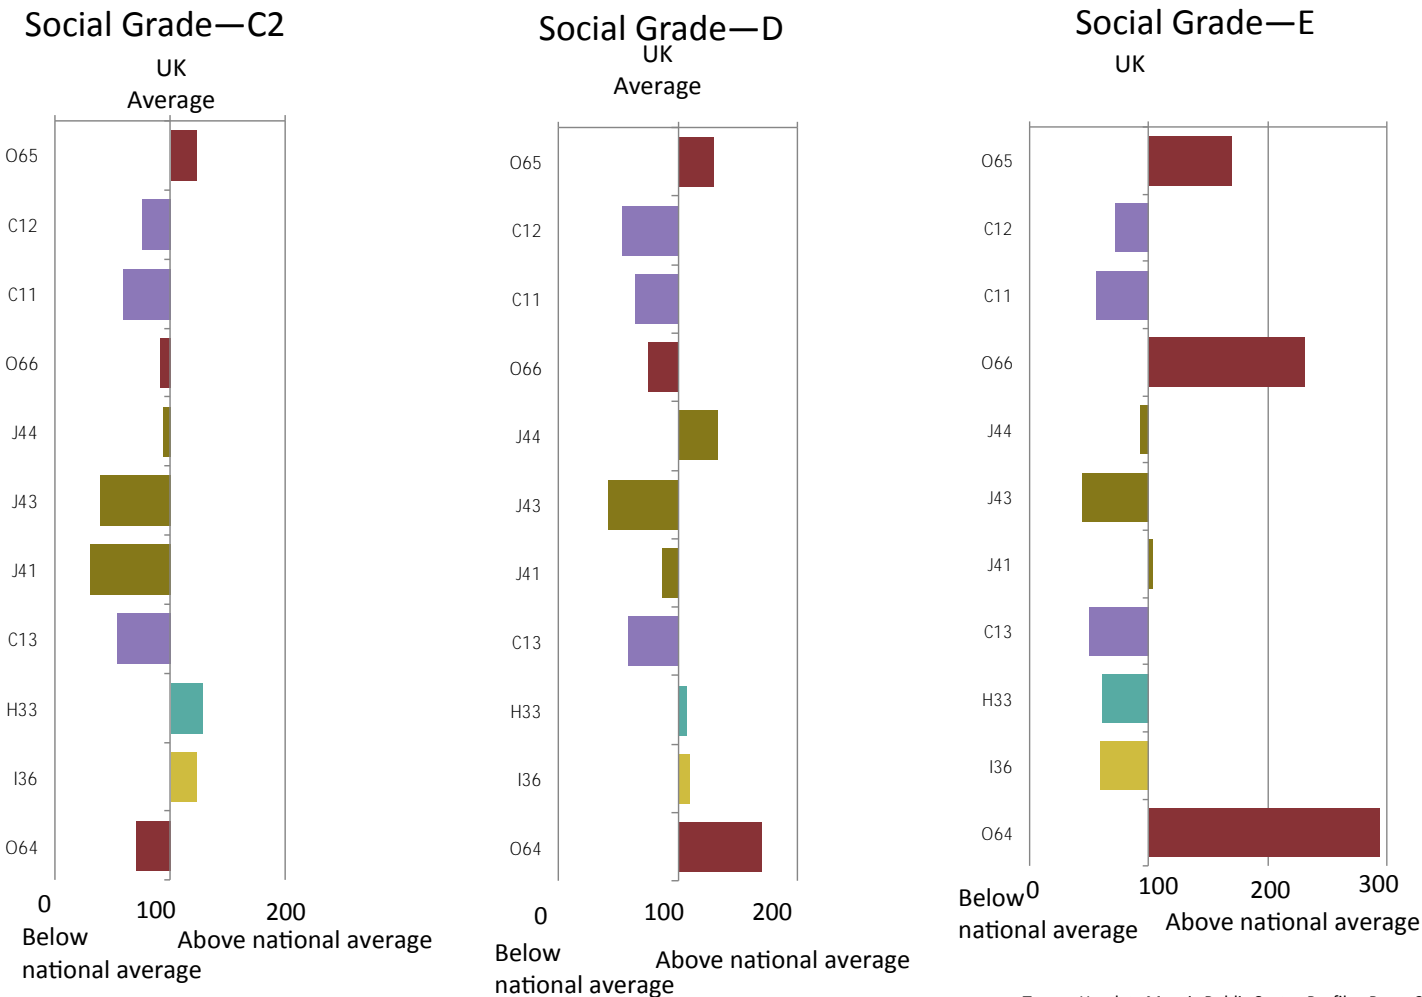 Social Grade—C2
UK
Average
O65
C12
C11
O66
J44
J43
J41
C13
H33
I36
O64
0
100
200
Below
national average
Above national average
Social Grade—D
UK
Average
O65
C12
C11
O66
J44
J43
J41
C13
H33
I36
O64
0
100
200
Below
national average
Above national average
Social Grade—E
UK
O65
C12
C11
O66
J44
J43
J41
C13
H33
I36
O64
0
100
200
300
Below
national average
Above national average